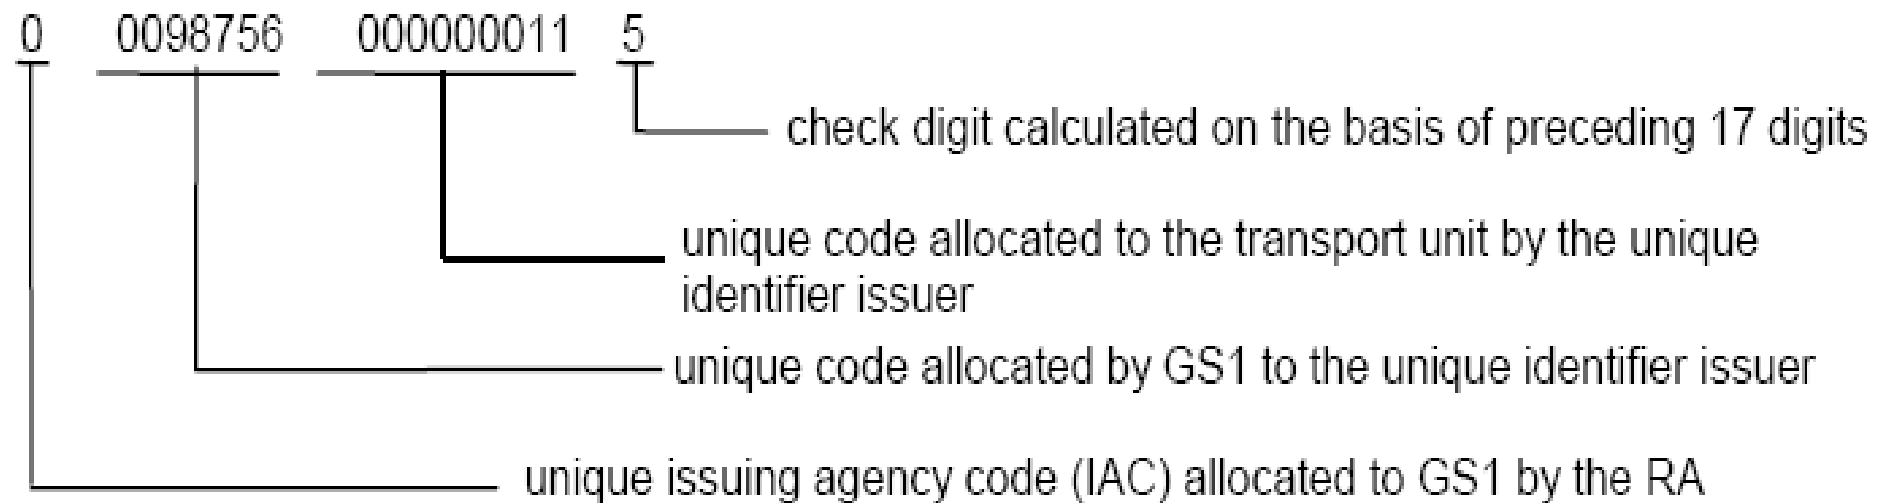 0 0098756 000000011 5
check digit calculated on the basis of preceding 17 digits
unique code allocated to the transport unit by the unique
identifier issuer
unique code allocated by GS1 to the unique identifier issuer
unique issuing agency code (IAC) allocated to GS1 by the RA